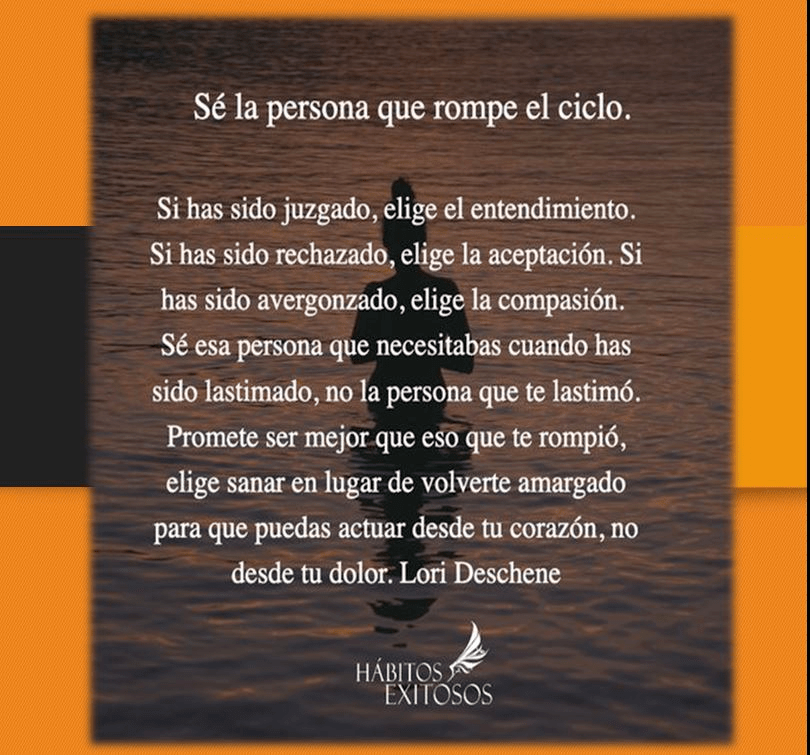 Sé la persona que rompe el ciclo.
Si has sido juzgado, elige el entendimiento.
Si has sido rechazado, elige la aceptación. Si
has sido avergonzado, elige la compasión.
Sé esa persona que necesitabas cuando has
sido lastimado, no la persona que te lastimó.
Promete ser mejor que eso que te rompió,
elige sanar en lugar de volverte amargado
para que puedas actuar desde tu corazón, no
desde tu dolor. Lori Deschene
HÁBITOS
EXITOSOS